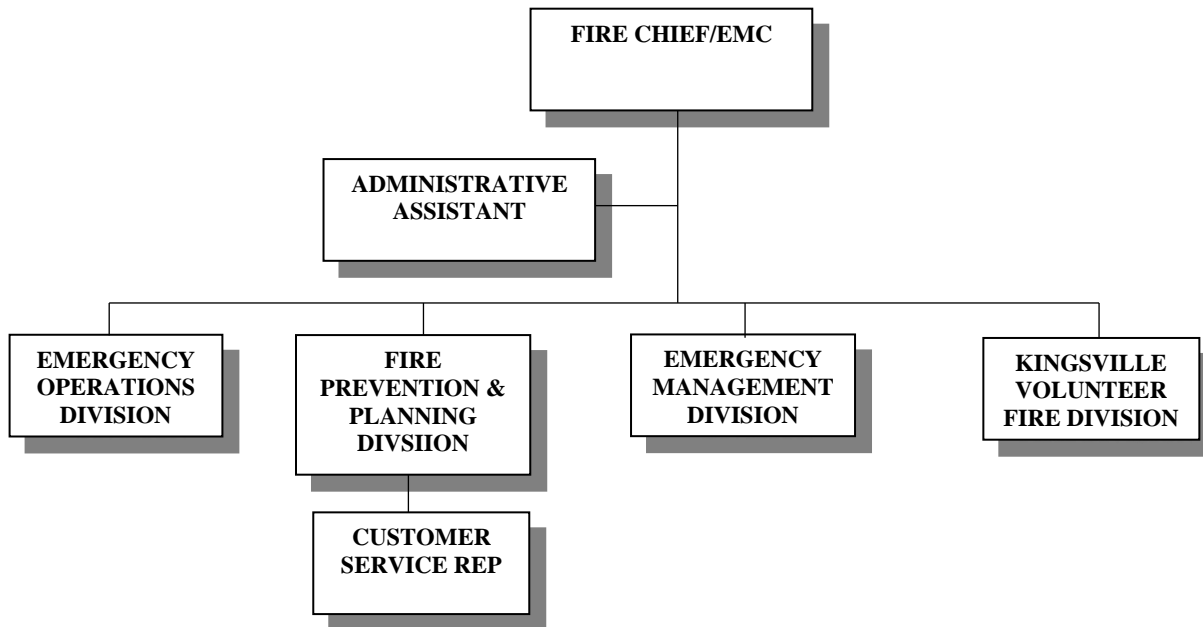 FIRE CHIEF/EMC
ADMINISTRATIVE
ASSISTANT
EMERGENCY
OPERATIONS
DIVISION
FIRE
PREVENTION &
PLANNING
DIVSIION
EMERGENCY
MANAGEMENT
DIVISION
KINGSVILLE
VOLUNTEER
FIRE DIVISION
CUSTOMER
SERVICE REP